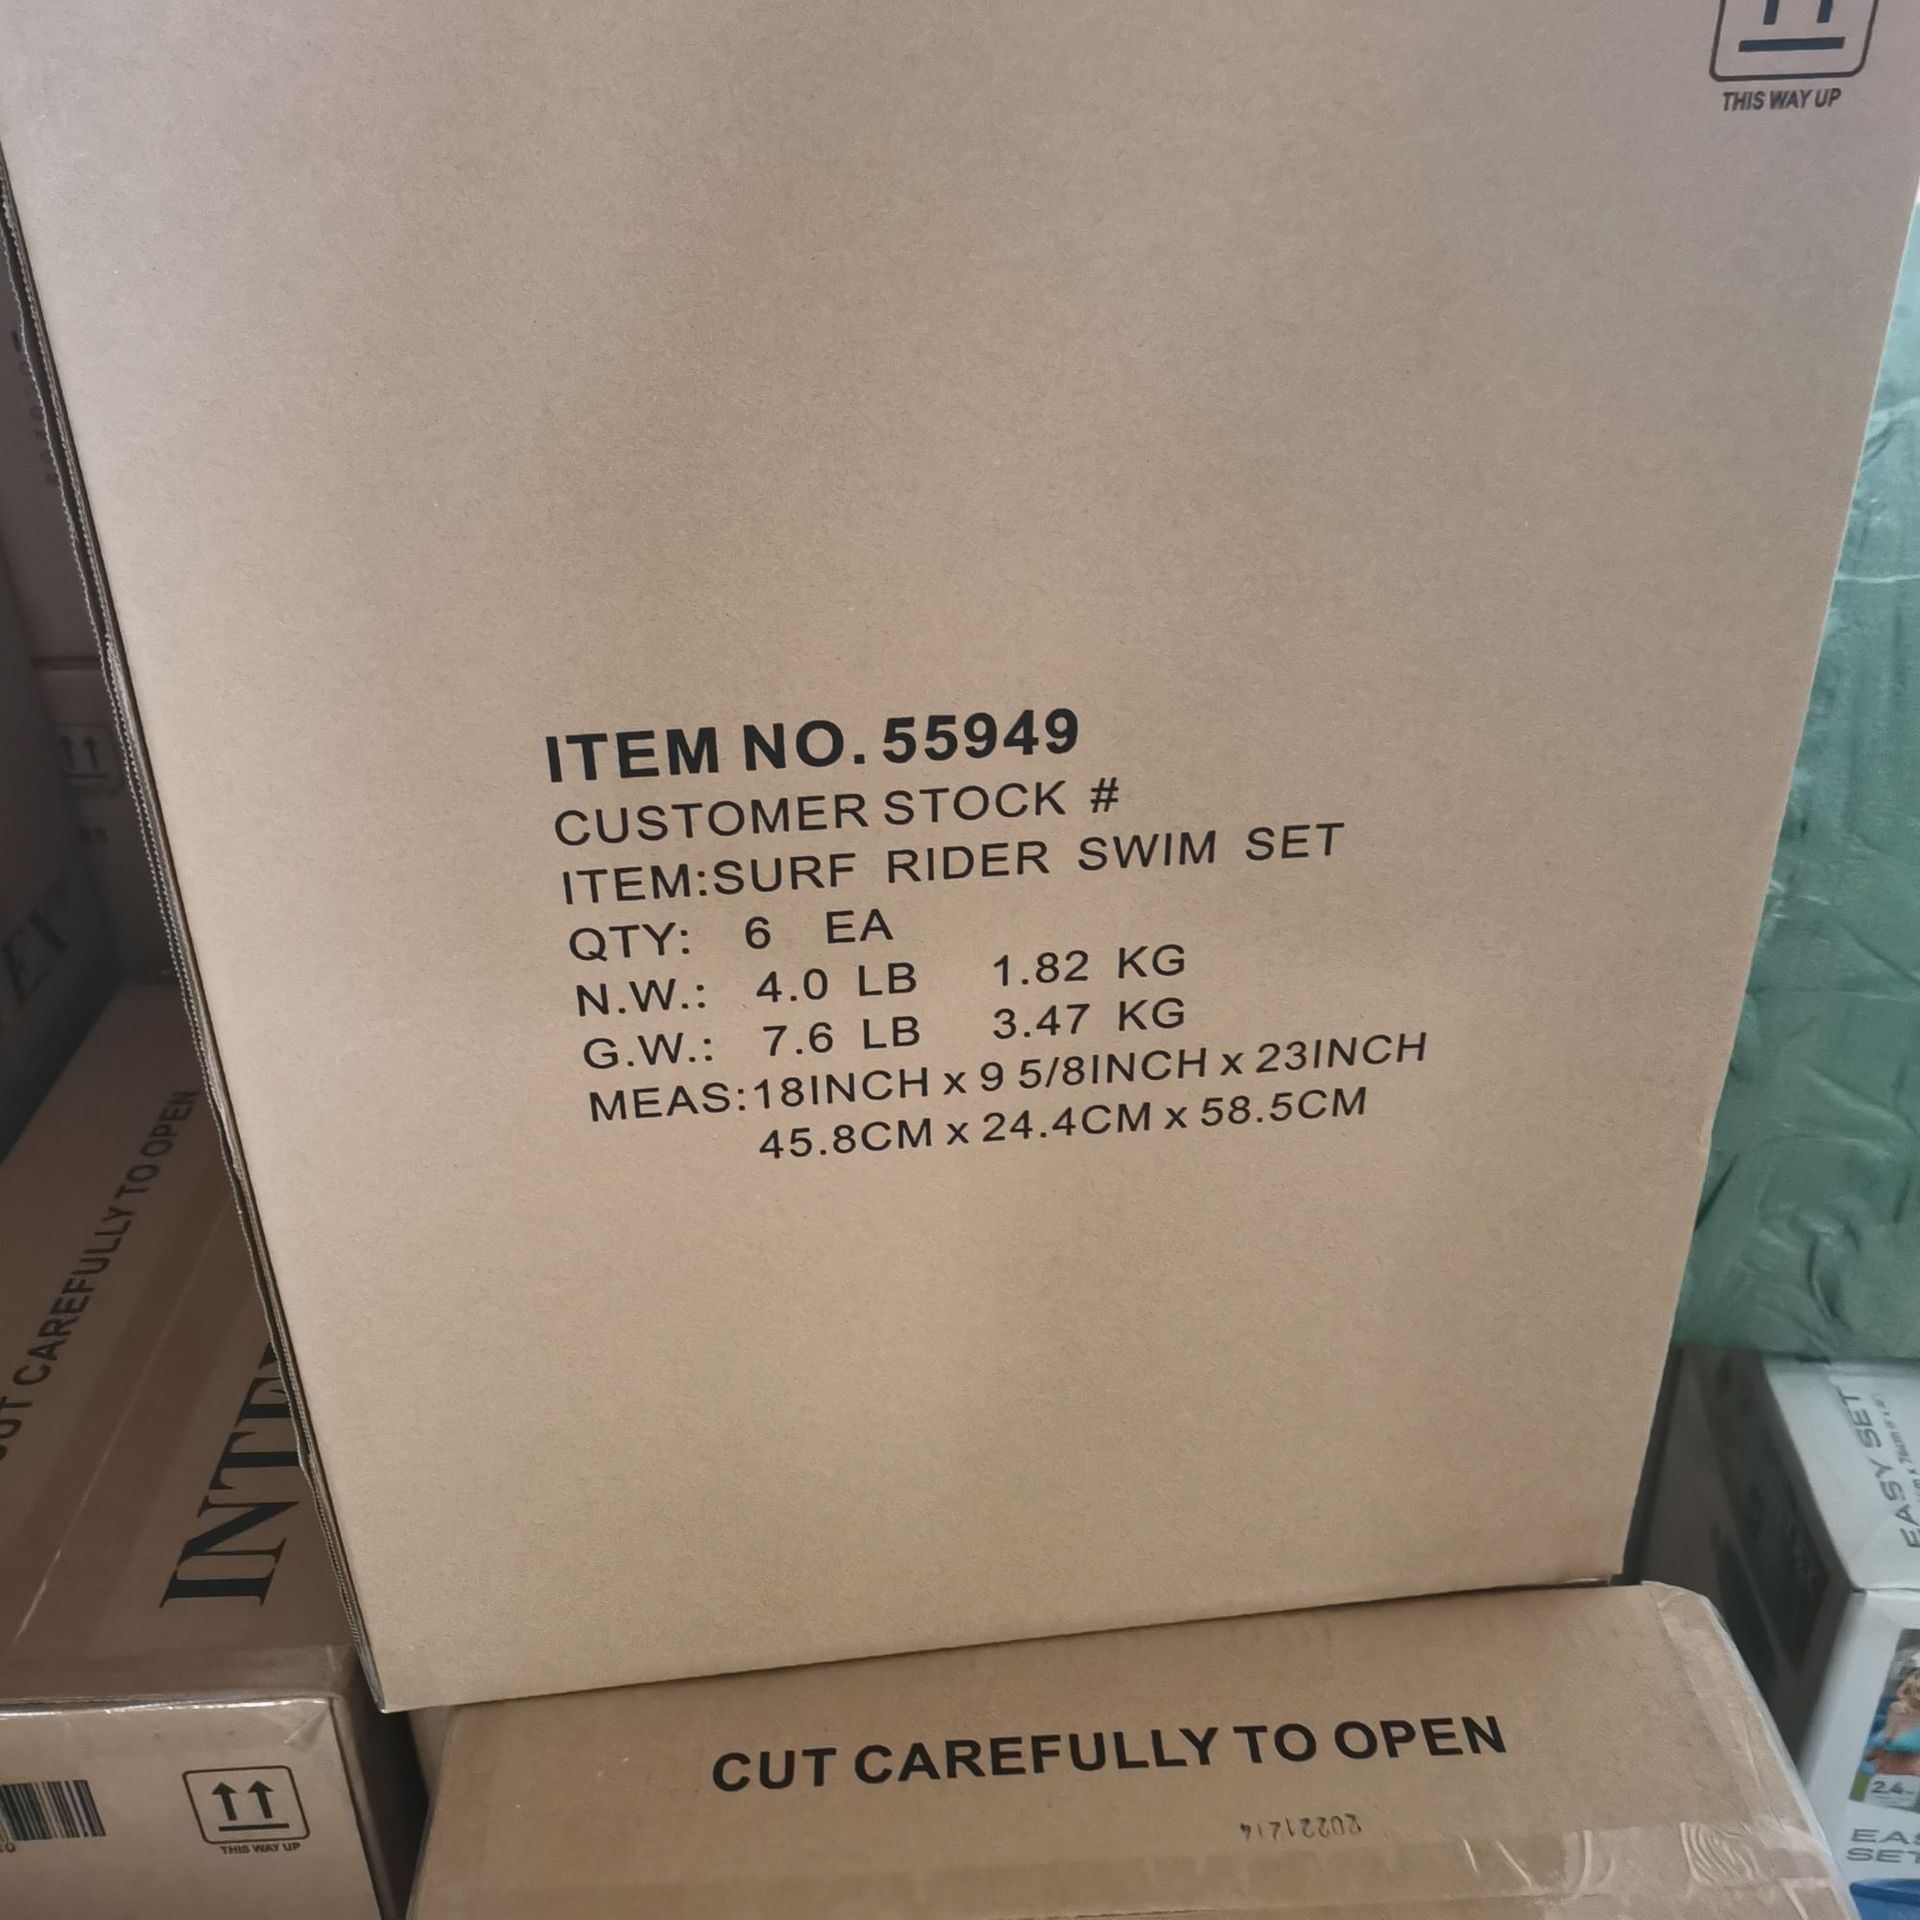 THIS WAY UP
ITEM NO. 55949
CUSTOMER STOCK #
ITEM:SURF RIDER SWIM SET
QTY: 6 EA
N.W.: 4.0 LB 1.82 KG
G.W.: 7.6 LB 3.47 KG
MEAS:18INCH x 9 5/8INCH x 23INCH
45.8CM x 24.4CM x 58.5CM
CUT CAREFULLY TO OPEN
20221214
CAREFULLY TO OPEN
THIS WAY UP
EASY SET